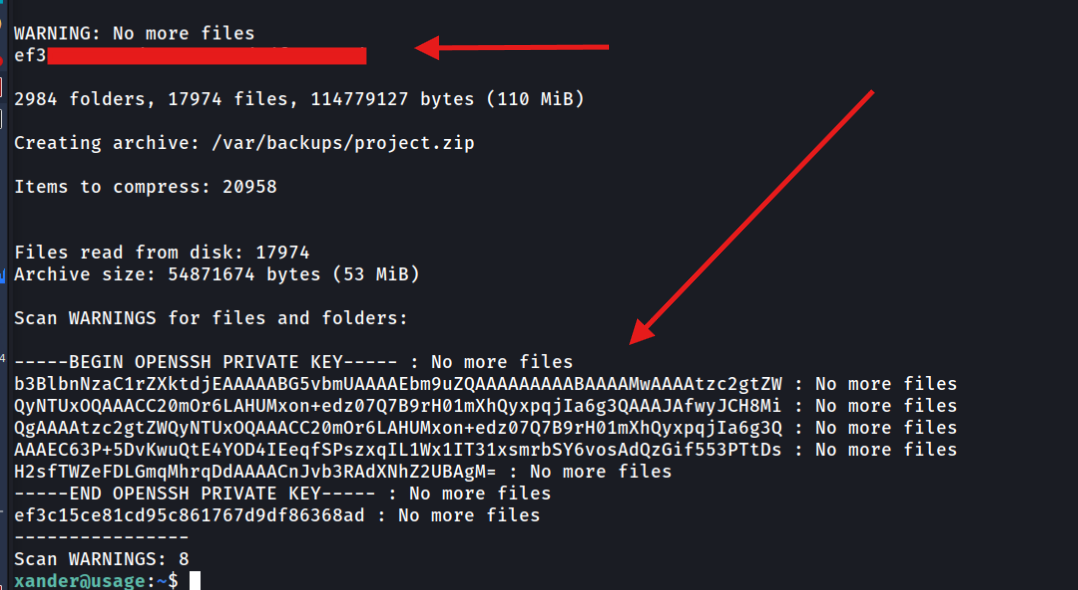 WARNING: No more files
ef3
2984 folders, 17974 files, 114779127 bytes (110 MiB)
Creating archive: /var/backups/project.zip
Items to compress: 20958
Files read from disk: 17974
Archive size: 54871674 bytes (53 MiB)
Scan WARNINGS for files and folders:
-----BEGIN OPENSSH PRIVATE KEY----- : No more files
b3BlbnNzaC1rZXktdjEAAAAABG5vbmUAAAAEbm9uZQAAAAAAAAABAAAAMwAAAAtzc2gtZW : No more files
QyNTUxOQAAACC20mOr6LAHUMxon+edz07Q7B9rH01mXhQyxpqjIa6g3QAAAJAfwyJCH8Mi : No more files
QgAAAAtzc2gtZWQyNTUxOQAAACC20mOr6LAHUMxon+edz07Q7B9rH01mXhQyxpqjIa6g3Q : No more files
AAAEC63P+5DvKwuQtE4YOD4IEeqfSPszxqIL1Wx1IT31xsmrbSY6vosAdQzGif553PTtDs : No more files
H2sfTWZeFDLGmqMhrqDdAAAACnJvb3RAdXNhZ2UBAgM= : No more files
-----END OPENSSH PRIVATE KEY----- : No more files
ef3c15ce81cd95c861767d9df86368ad : No more files
----------------
Scan WARNINGS: 8
xander@usage:~$